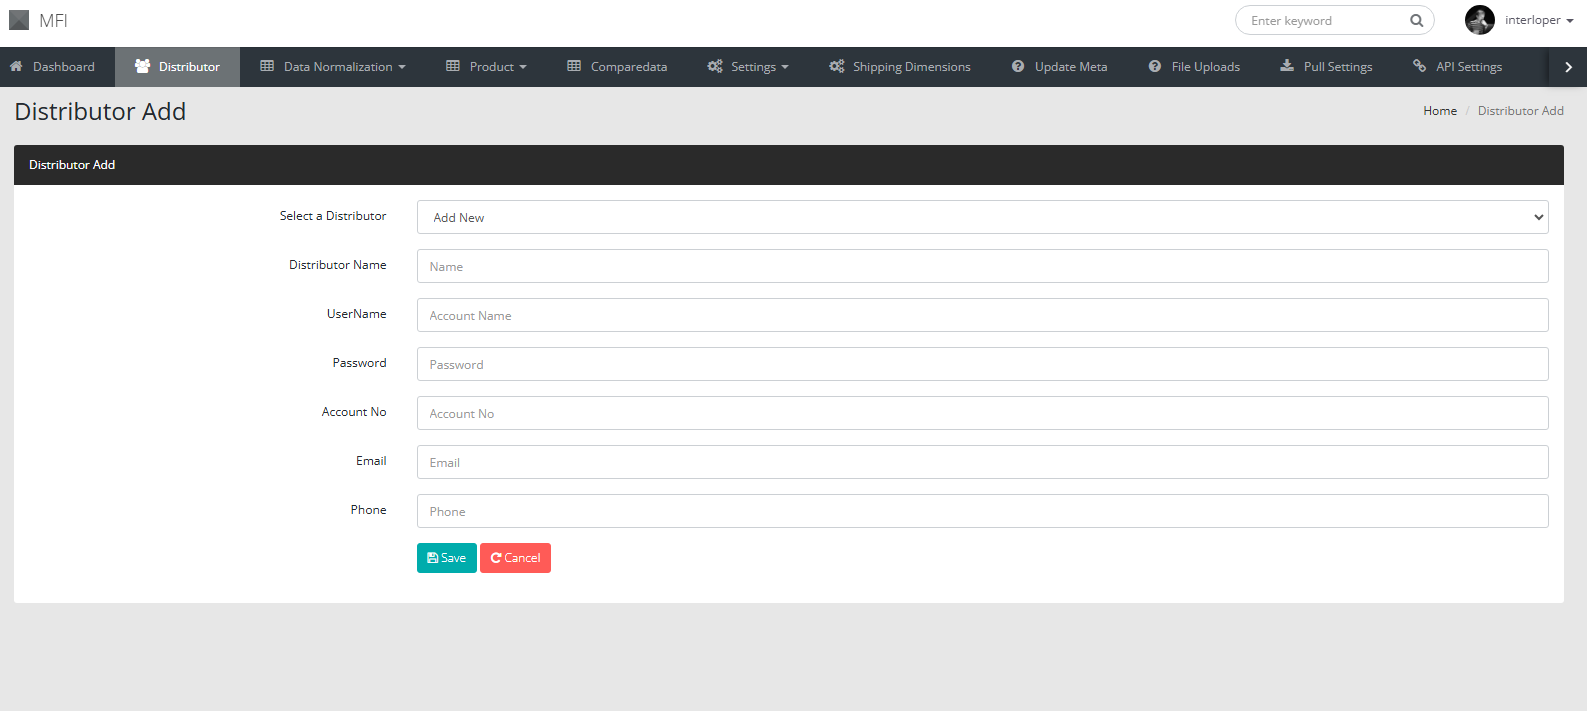 MFI
Enter keyword
interloper
Dashboard Distributor Data Normalization Product Comparedata Settings Shipping Dimensions Update Meta File Uploads Pull Settings API Settings
Distributor Add
Home / Distributor Add
Distributor Add
Select a Distributor Add New
Distributor Name Name
UserName Account Name
Password Password
Account No Account No
Email Email
Phone Phone
Save Cancel